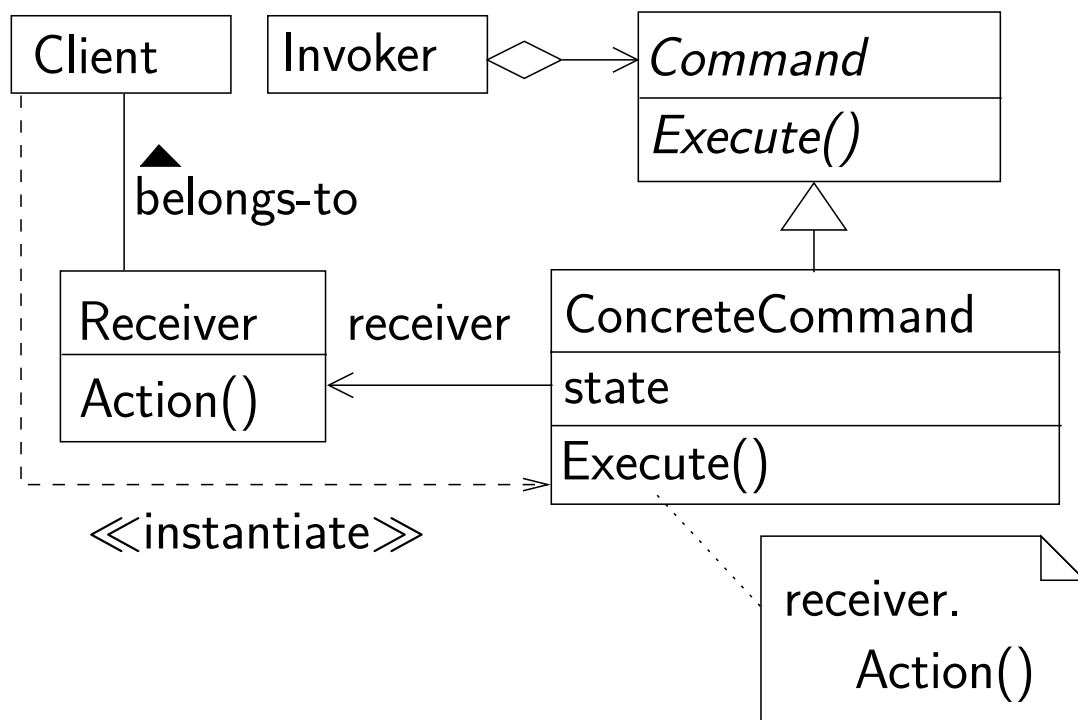 Client
Invoker
Command
Execute()
belongs-to
Receiver
Action()
receiver
ConcreteCommand
state
Execute()
≪instantiate≫
receiver.
Action()